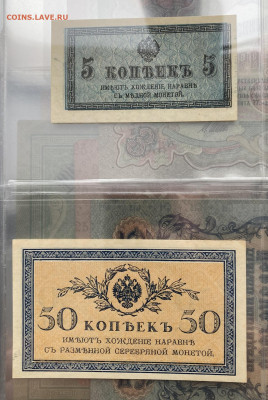 COINS.LAVE.RU
5 КОПѢЕКЪ 5
ИМѢЮТЪ ХОЖДЕНІЕ НАРАВНѢ
СЪ МѢДНОЙ МОНЕТОЙ.
50 КОПѢЕКЪ 50
ИМѢЮТЪ ХОЖДЕНІЕ НАРАВНѢ
СЪ РАЗМѢННОЙ СЕРЕБРЯНОЙ МОНЕТОЙ.